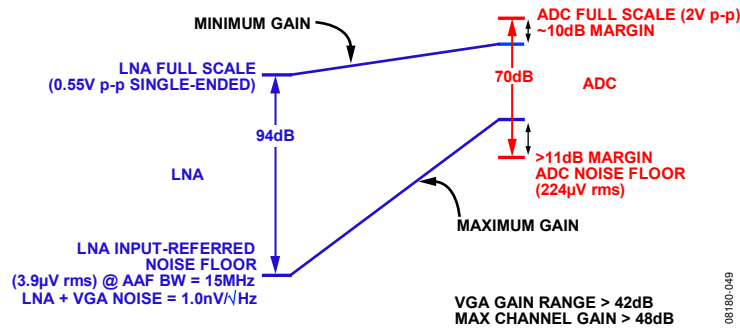 MINIMUM GAIN
ADC FULL SCALE (2V p-p)
~10dB MARGIN
LNA FULL SCALE
(0.55V p-p SINGLE-ENDED)
70dB
ADC
94dB
LNA
>11dB MARGIN
ADC NOISE FLOOR
(224µV rms)
MAXIMUM GAIN
LNA INPUT-REFERRED
NOISE FLOOR
(3.9µV rms) @ AAF BW = 15MHz
LNA + VGA NOISE = 1.0nV/√Hz
VGA GAIN RANGE > 42dB
MAX CHANNEL GAIN > 48dB
08180-049